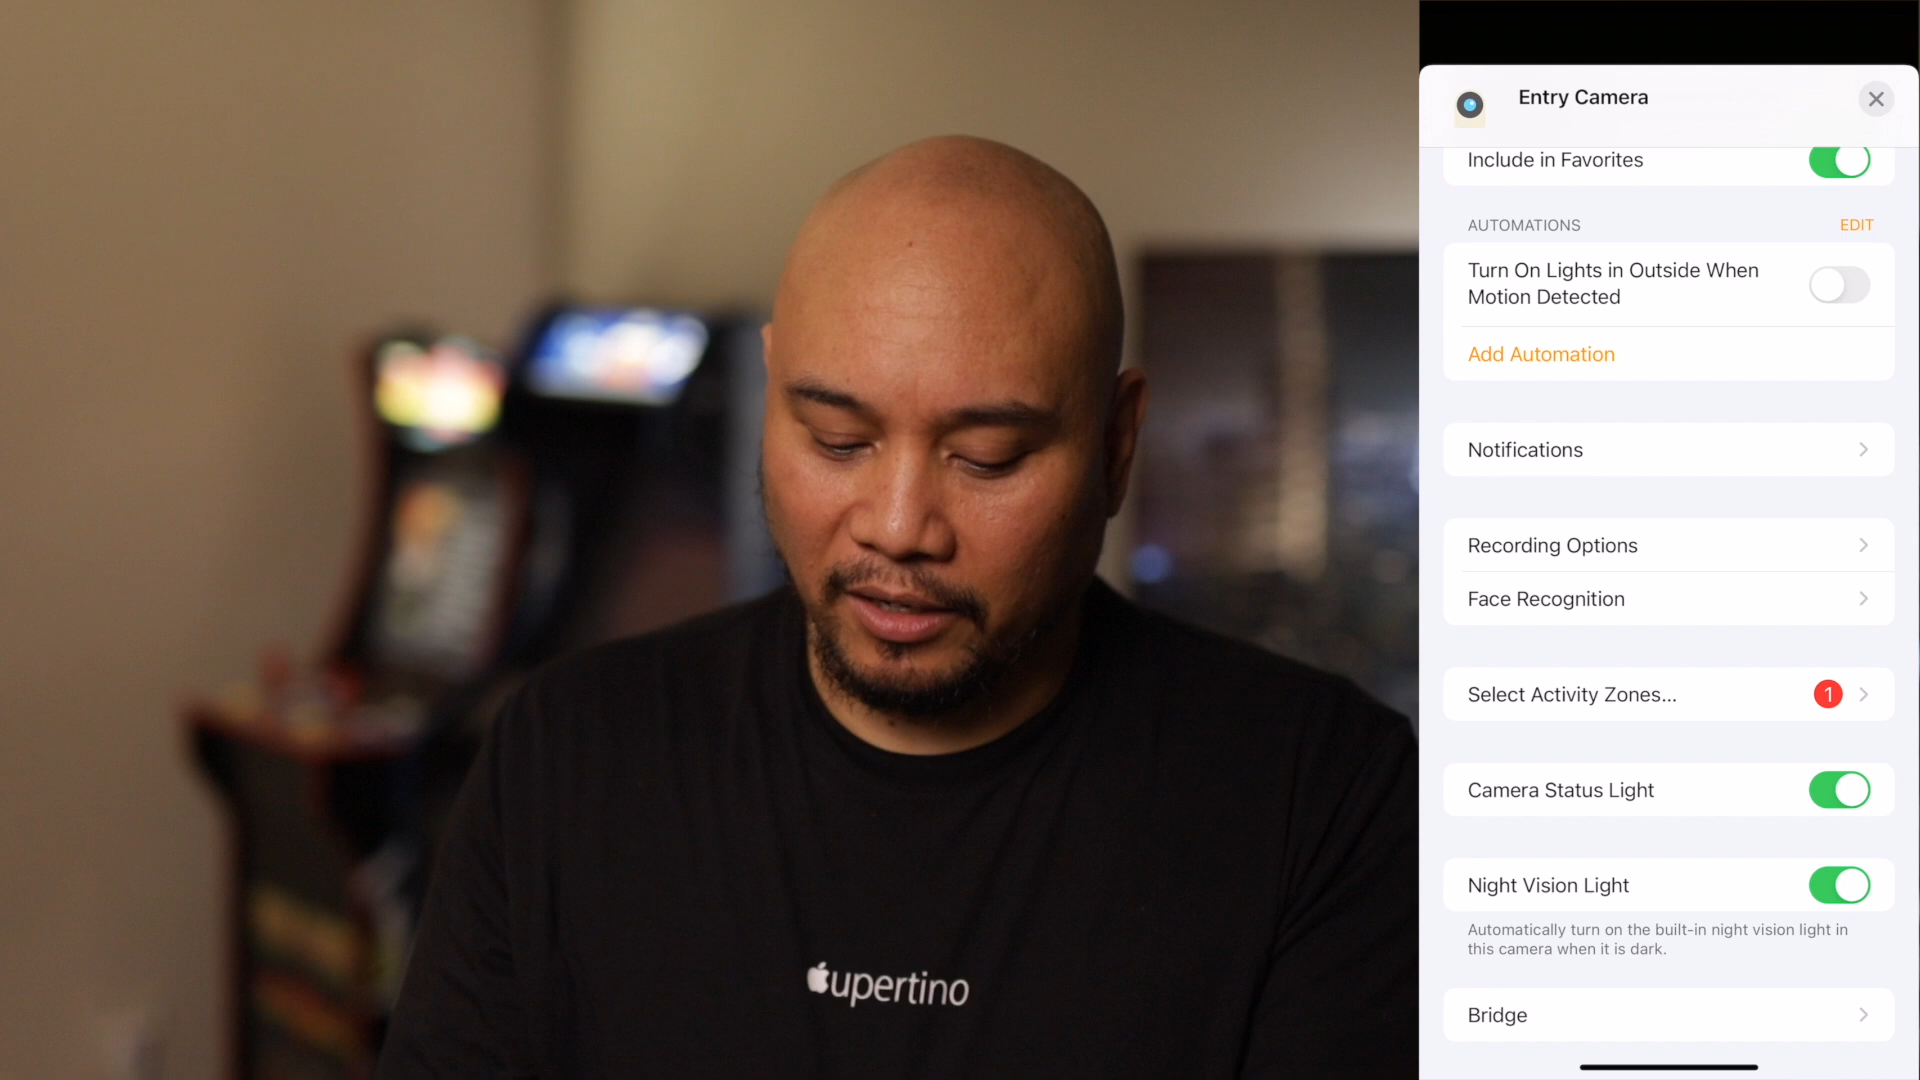 Entry Camera
Include in Favorites
AUTOMATIONS EDIT
Turn On Lights in Outside When
Motion Detected
Add Automation
Notifications
Recording Options
Face Recognition
Select Activity Zones... 1
Camera Status Light
Night Vision Light
Automatically turn on the built-in night vision light in
this camera when it is dark.
Bridge
upertino